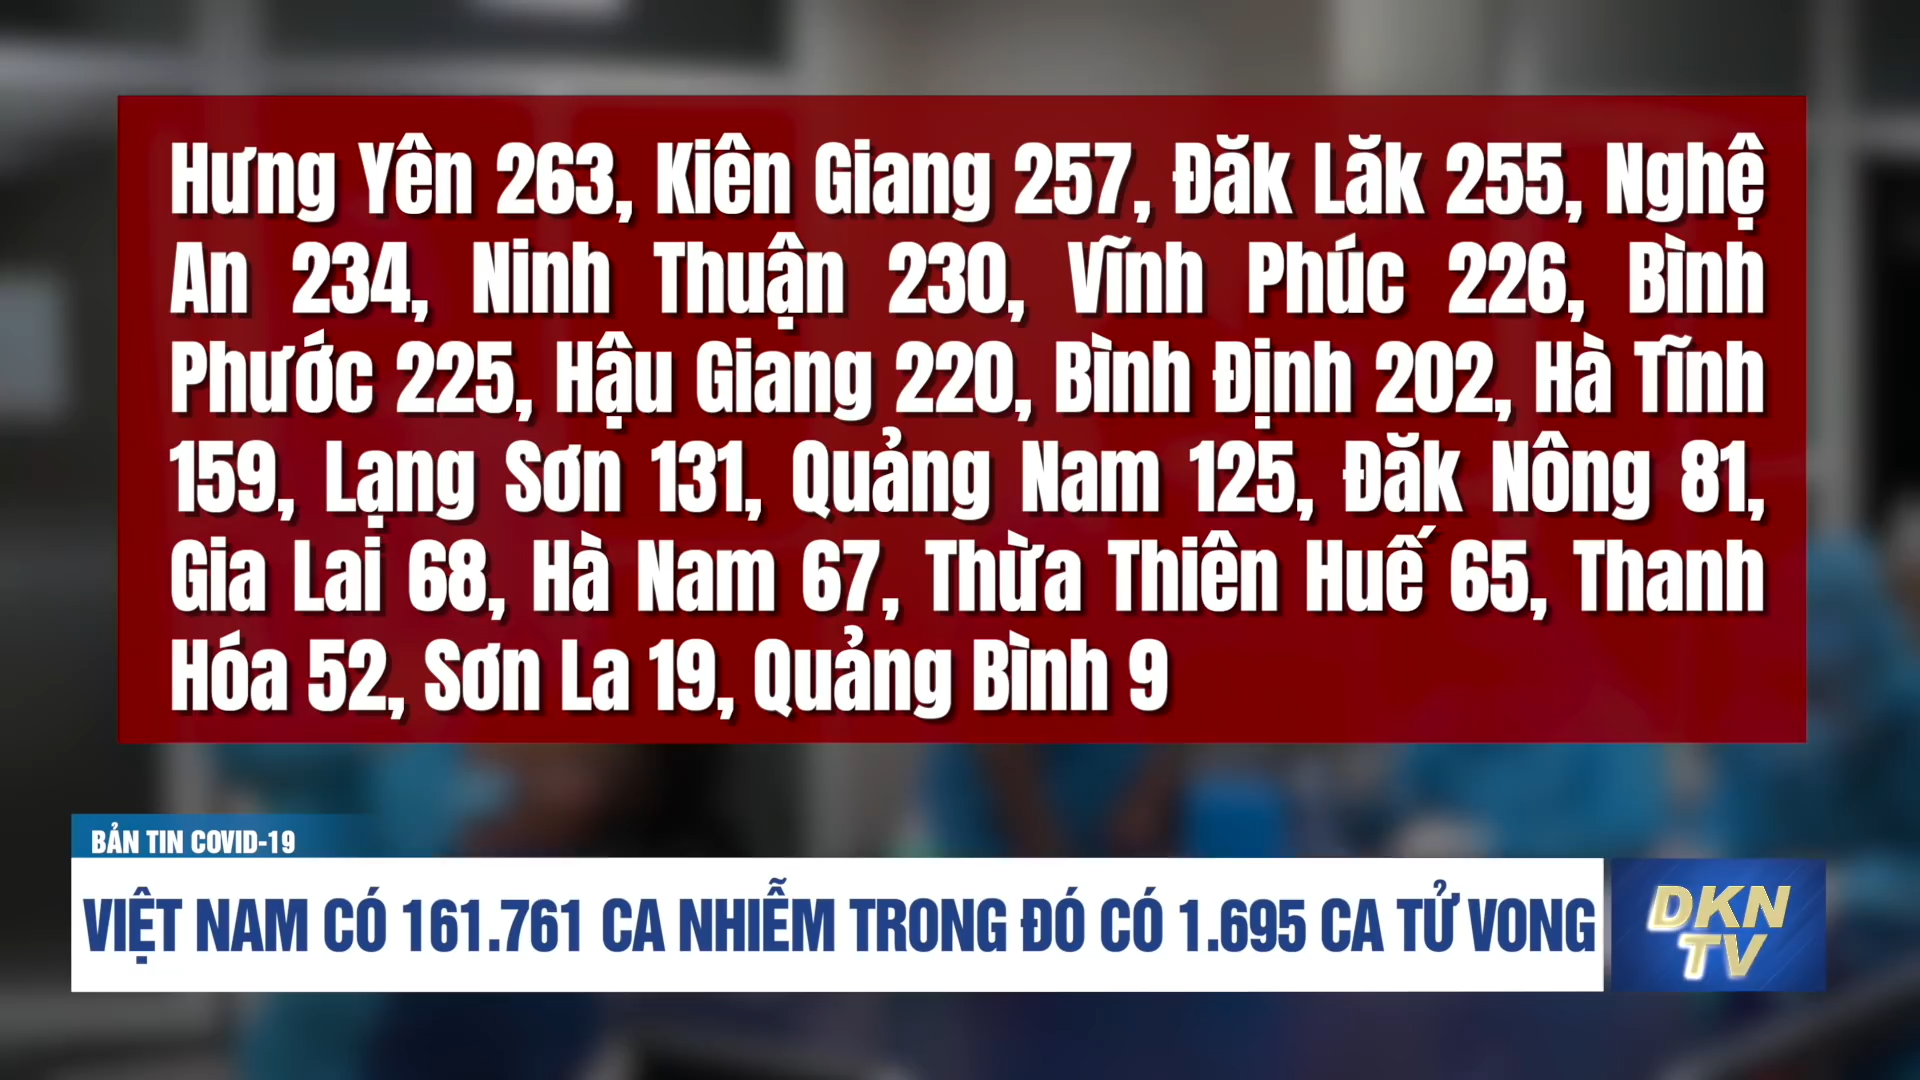 Hưng Yên 263, Kiên Giang 257, Đăk Lăk 255, Nghệ
An 234, Ninh Thuận 230, Vĩnh Phúc 226, Bình
Phước 225, Hậu Giang 220, Bình Định 202, Hà Tĩnh
159, Lạng Sơn 131, Quảng Nam 125, Đăk Nông 81,
Gia Lai 68, Hà Nam 67, Thừa Thiên Huế 65, Thanh
Hóa 52, Sơn La 19, Quảng Bình 9
BẢN TIN COVID-19
VIỆT NAM CÓ 161.761 CA NHIỄM TRONG ĐÓ CÓ 1.695 CA TỬ VONG
DKN
TV